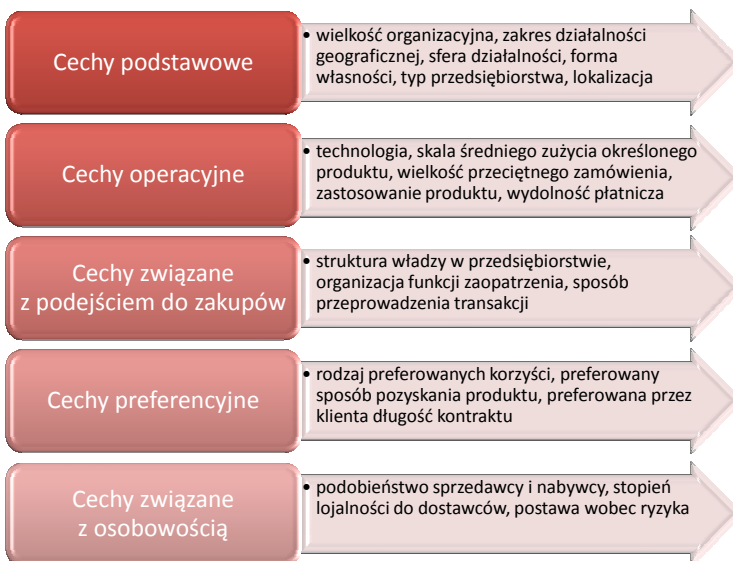 Cechy podstawowe
• wielkość organizacyjna, zakres działalności
geograficznej, sfera działalności, forma
własności, typ przedsiębiorstwa, lokalizacja
Cechy operacyjne
• technologia, skala średniego zużycia określonego
produktu, wielkość przeciętnego zamówienia,
zastosowanie produktu, wydolność płatnicza
Cechy związane
z podejściem do zakupów
• struktura władzy w przedsiębiorstwie,
organizacja funkcji zaopatrzenia, sposób
przeprowadzenia transakcji
Cechy preferencyjne
• rodzaj preferowanych korzyści, preferowany
sposób pozyskania produktu, preferowana przez
klienta długość kontraktu
Cechy związane
z osobowością
• podobieństwo sprzedawcy i nabywcy, stopień
lojalności do dostawców, postawa wobec ryzyka